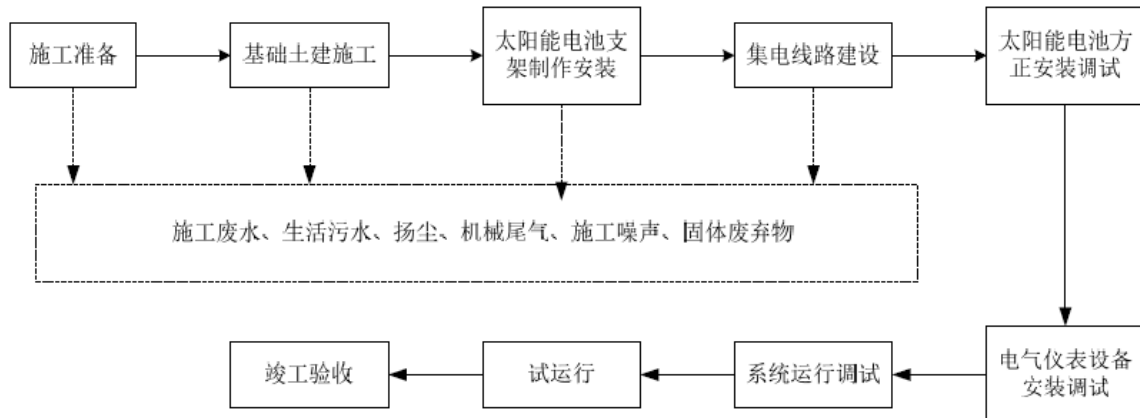 施工准备
基础土建施工
太阳能电池支
架制作安装
集电线路建设
太阳能电池方
正安装调试
施工废水、生活污水、扬尘、机械尾气、施工噪声、固体废弃物
电气仪表设备
安装调试
系统运行调试
试运行
竣工验收